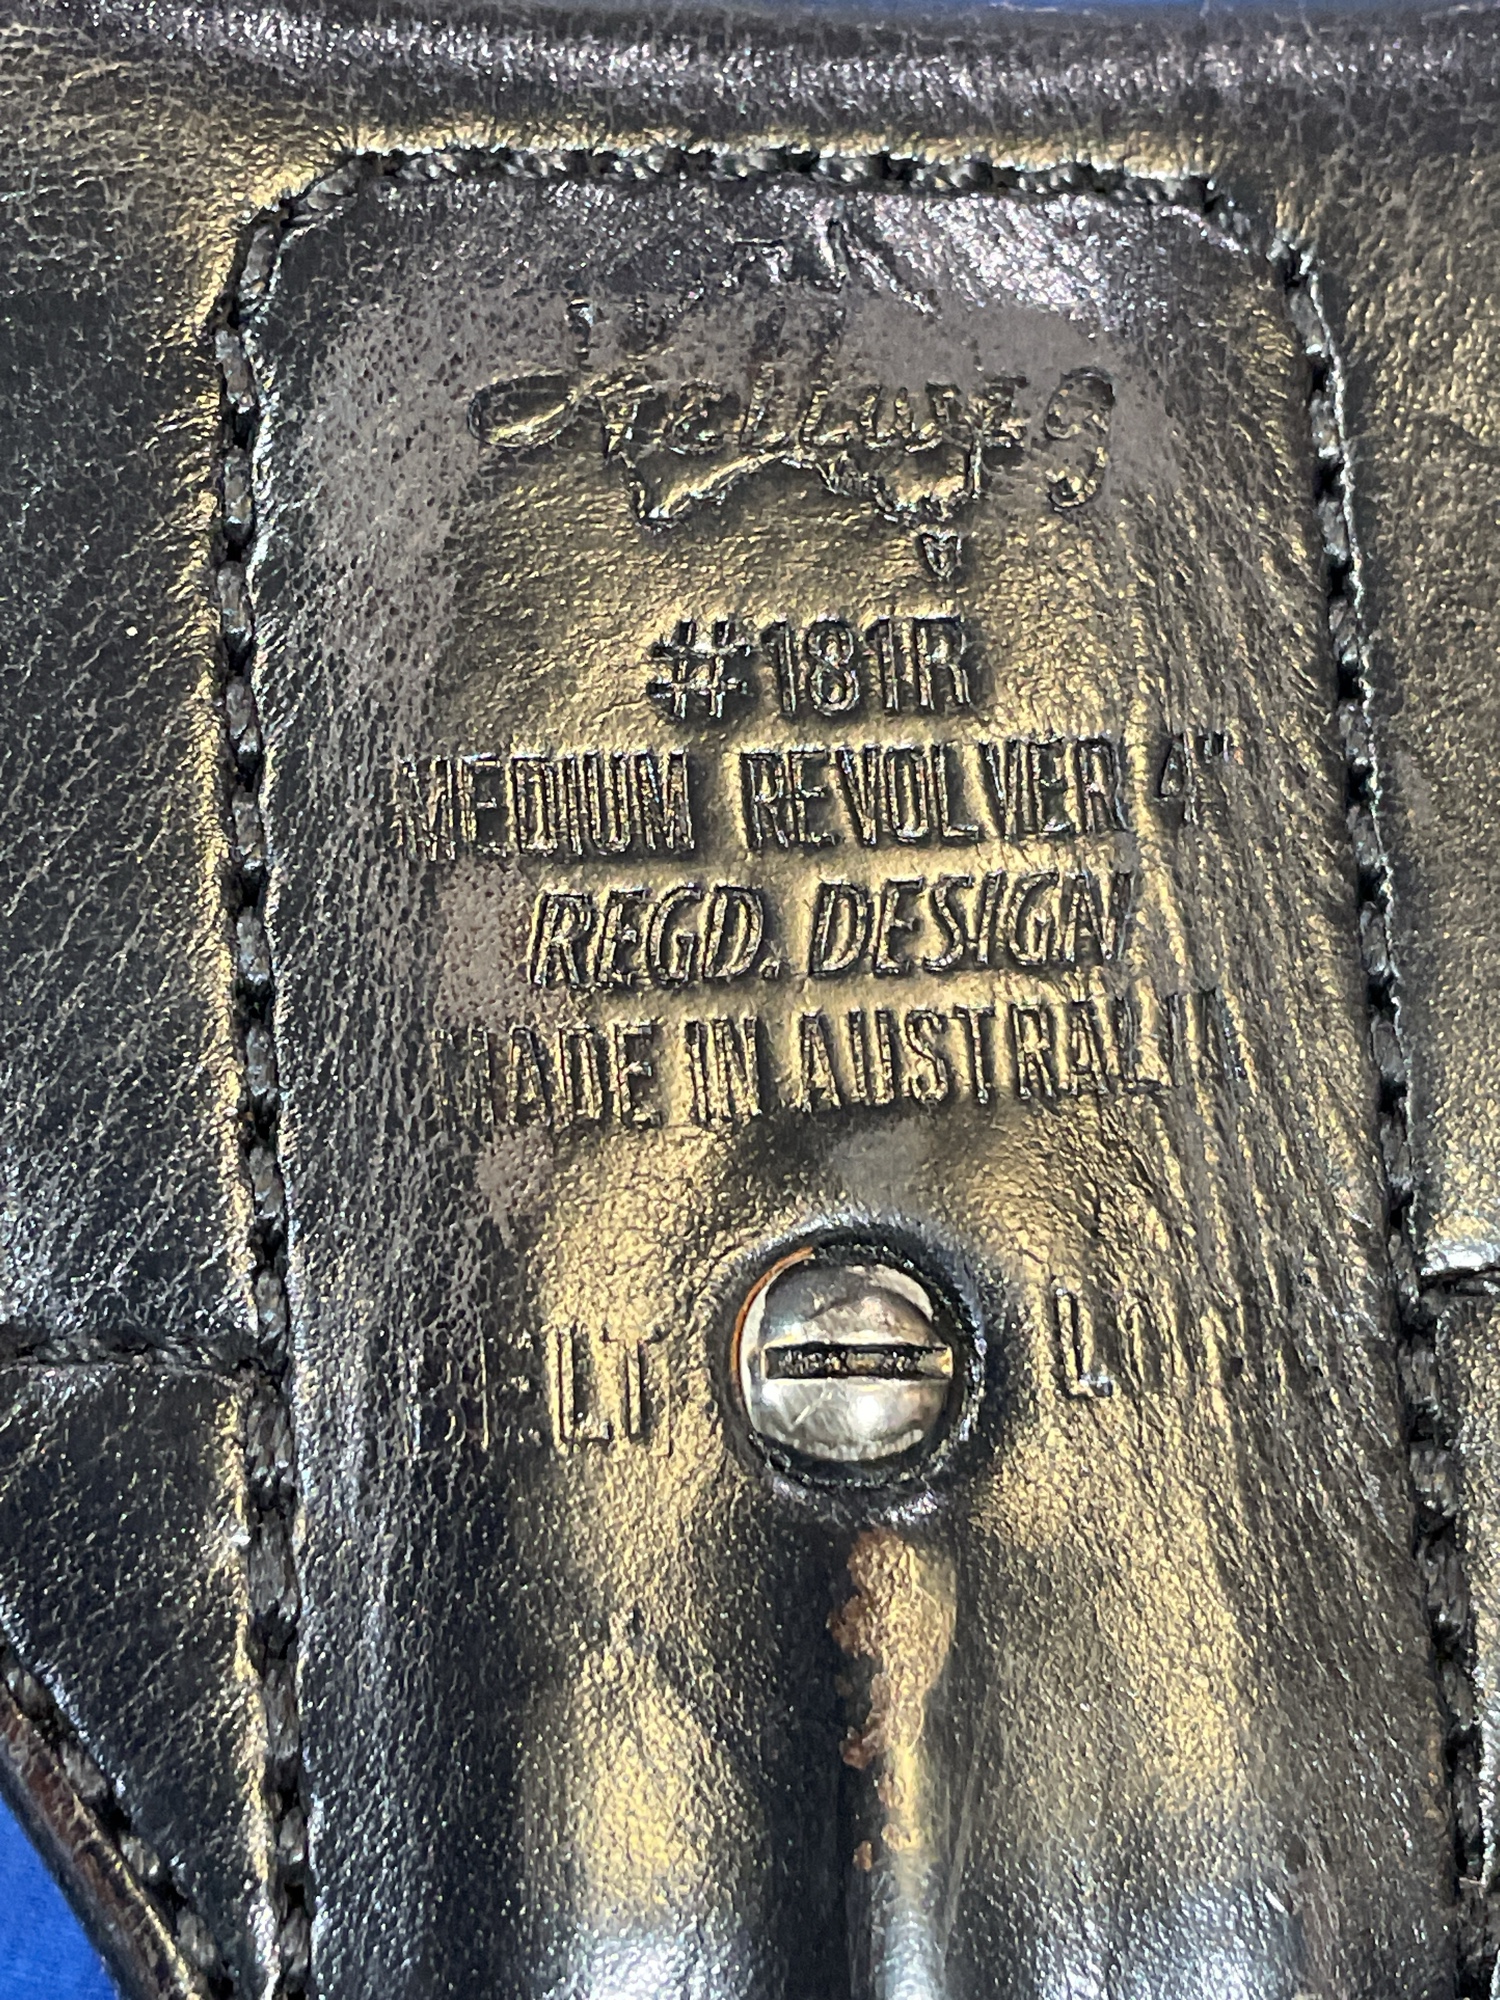 #181R
MEDIUM REVOLVER 4"
REGD. DESIGN
MADE IN AUSTRALIA